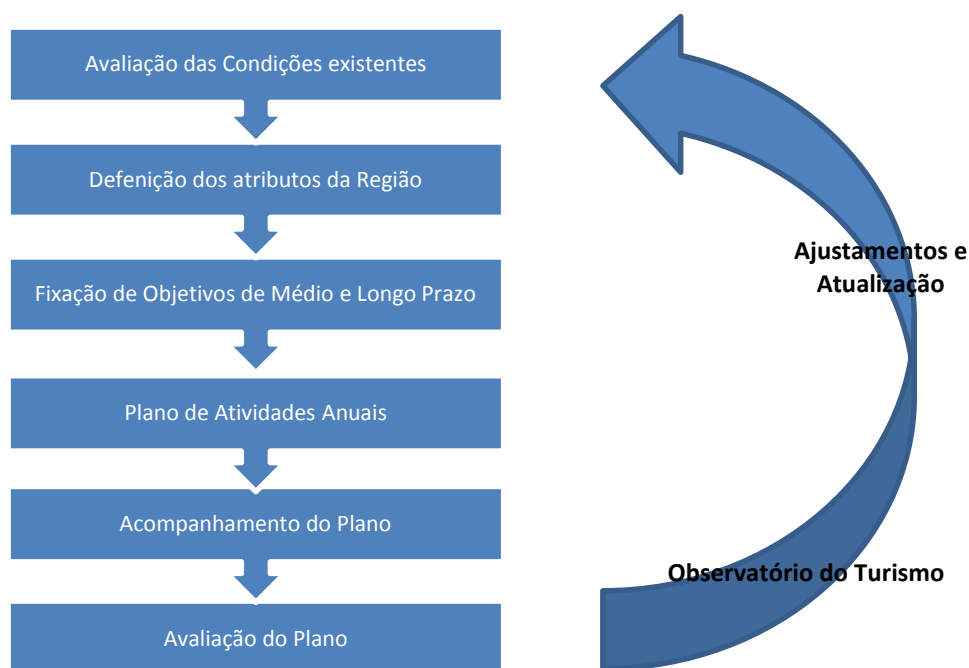 Avaliação das Condições existentes
Defenição dos atributos da Região
Fixação de Objetivos de Médio e Longo Prazo
Plano de Atividades Anuais
Acompanhamento do Plano
Avaliação do Plano
Ajustamentos e
Atualização
Observatório do Turismo